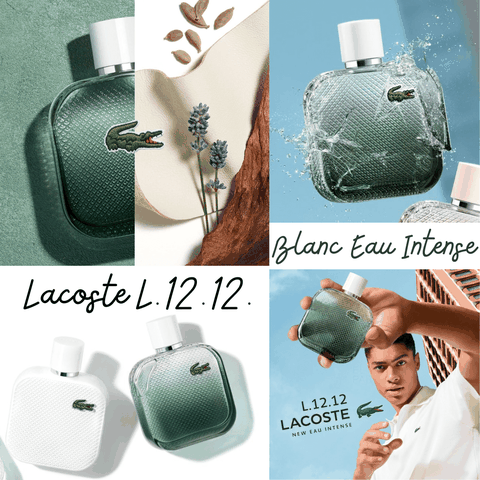 Blanc Eau Intense
Lacoste L.12.12.
L.12.12
LACOSTE
NEW EAU INTENSE